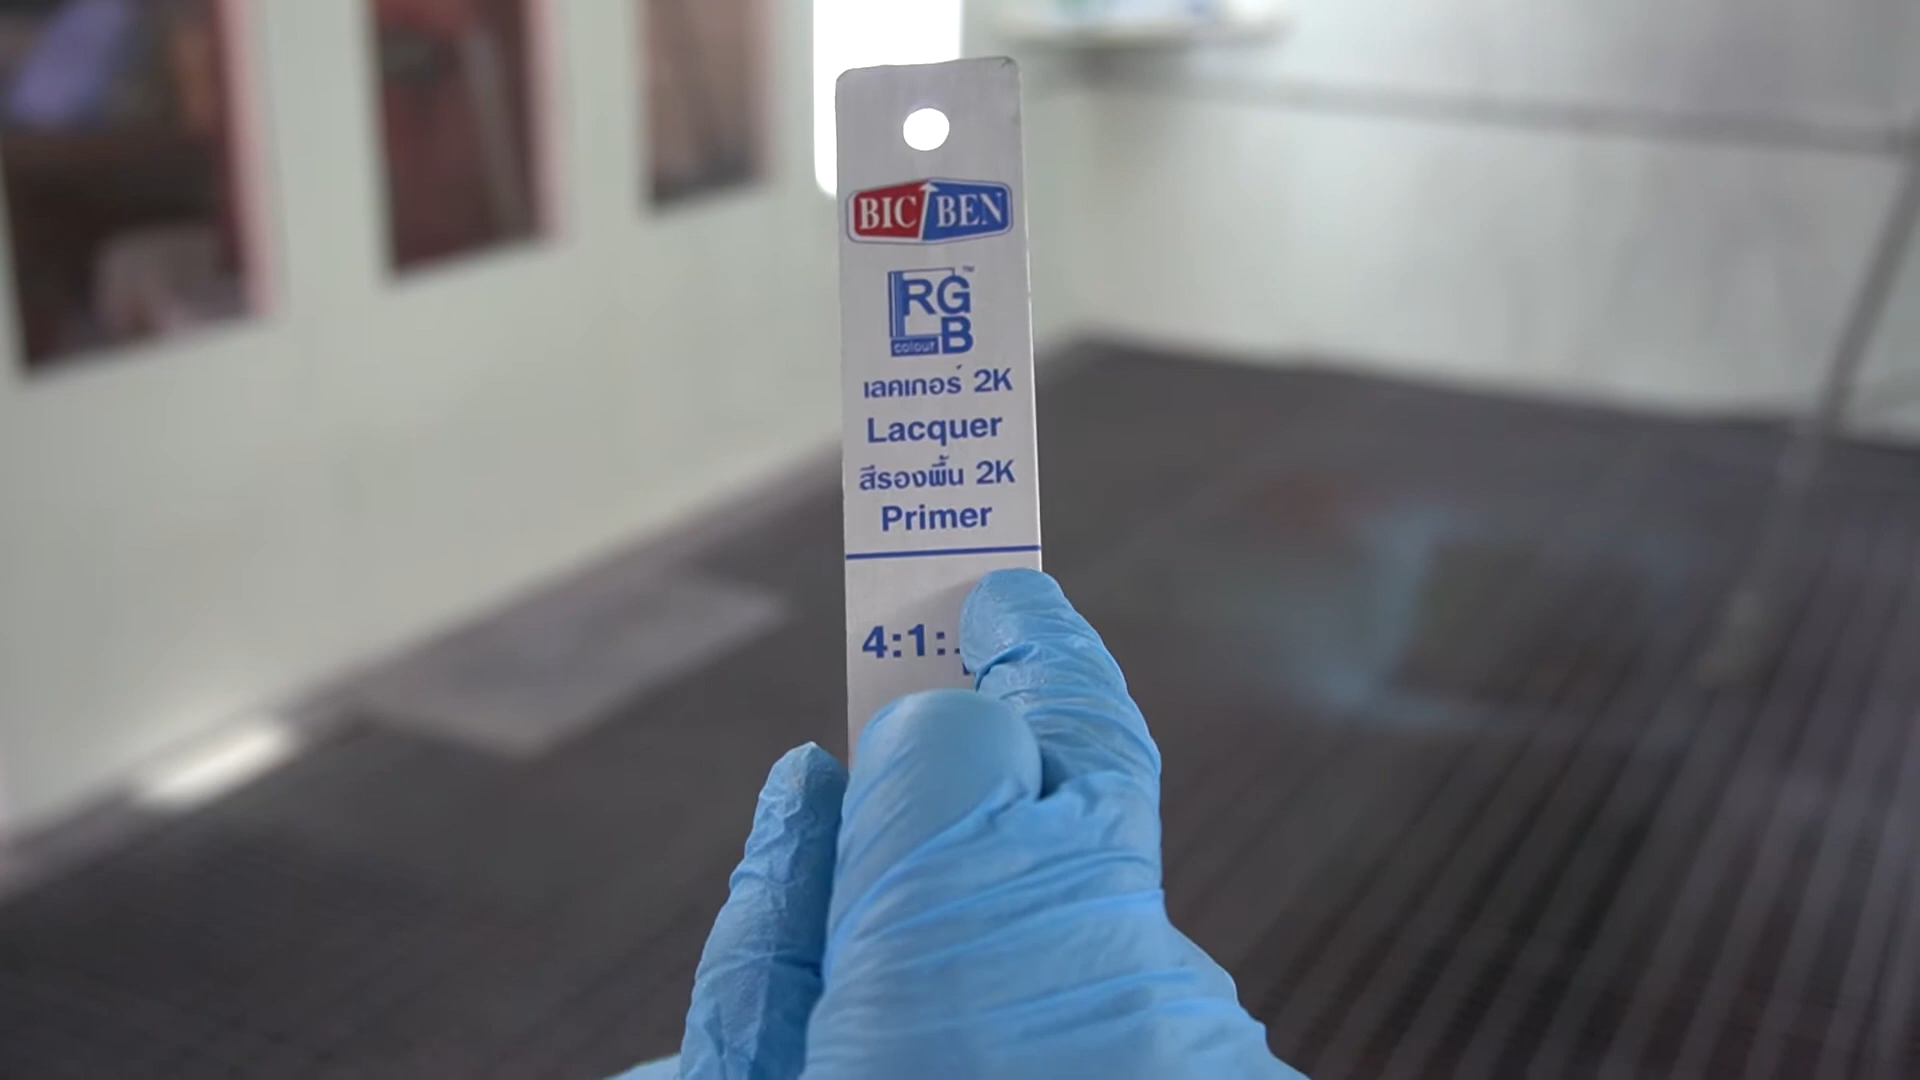 BIC BEN
RG™
B
colour
เลคเกอร์ 2K
Lacquer
สีรองพื้น 2K
Primer
4:1: